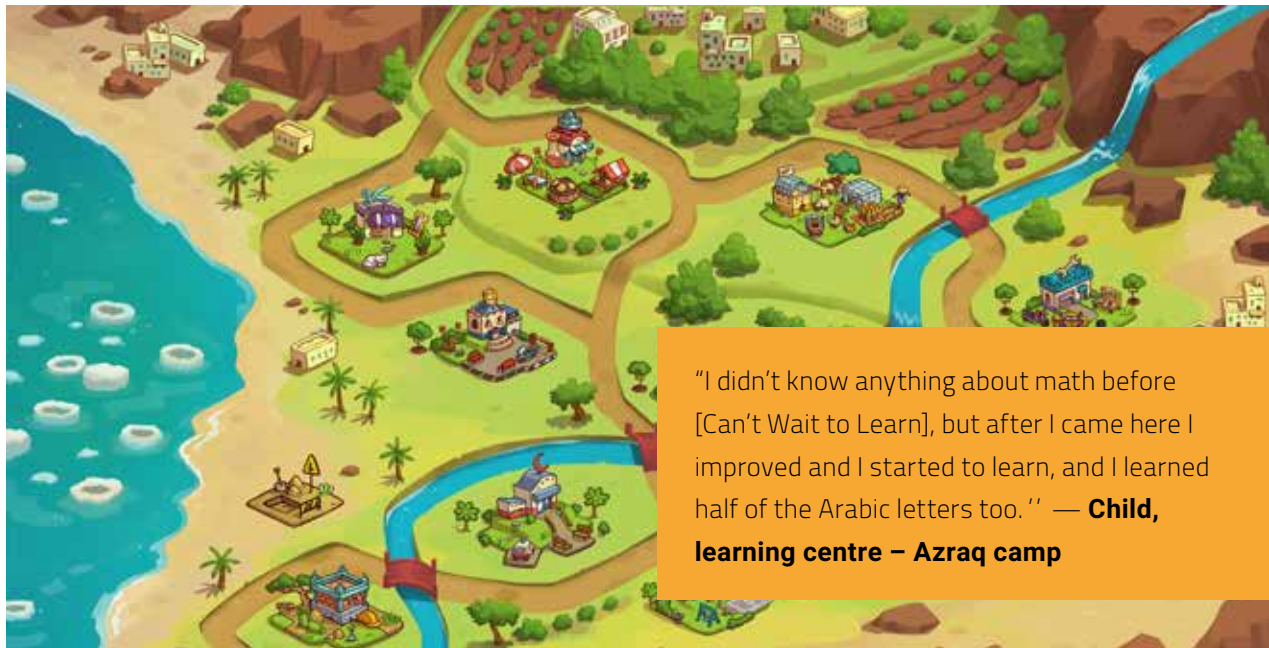 “I didn’t know anything about math before
[Can’t Wait to Learn], but after I came here I
improved and I started to learn, and I learned
half of the Arabic letters too. ’’ — Child,
learning centre – Azraq camp